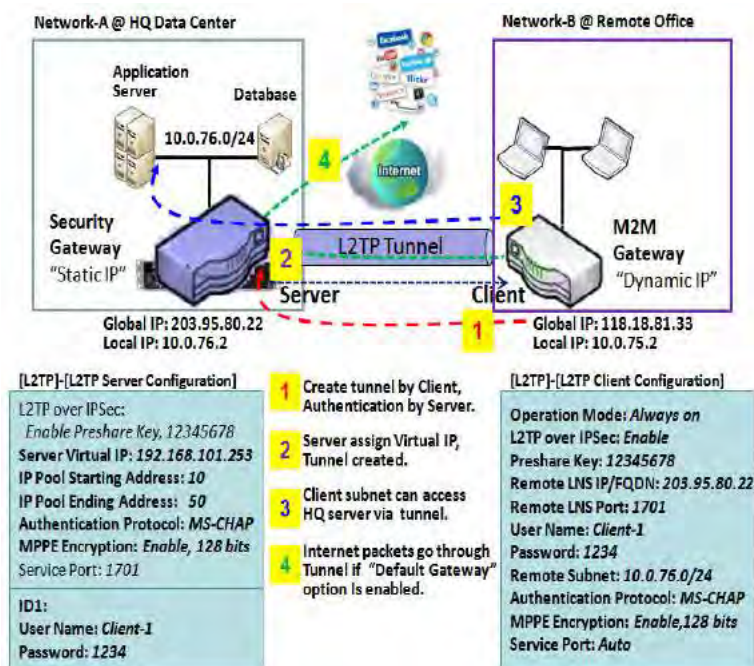 Network-A @ HQ Data Center
Network-B @ Remote Office
Application
Server
Database
10.0.76.0/24
Facebook
flickr
4
Internet
3
Security
Gateway
"Static IP"
2
L2TP Tunnel
M2M
Gateway
"Dynamic IP"
Server
Client
1
Global IP: 203.95.80.22
Local IP: 10.0.76.2
Global IP: 118.18.81.33
Local IP: 10.0.75.2
[L2TP]-[L2TP Server Configuration]
L2TP over IPSec:
Enable Preshare Key, 12345678
Server Virtual IP: 192.168.101.253
IP Pool Starting Address: 10
IP Pool Ending Address: 50
Authentication Protocol: MS-CHAP
MPPE Encryption: Enable, 128 bits
Service Port: 1701
ID1:
User Name: Client-1
Password: 1234
1 Create tunnel by Client,
Authentication by Server.
2 Server assign Virtual IP,
Tunnel created.
3 Client subnet can access
HQ server via tunnel.
4 Internet packets go through
Tunnel if "Default Gateway"
option Is enabled.
[L2TP]-[L2TP Client Configuration]
Operation Mode: Always on
L2TP over IPSec: Enable
Preshare Key: 12345678
Remote LNS IP/FQDN: 203.95.80.22
Remote LNS Port: 1701
User Name: Client-1
Password: 1234
Remote Subnet: 10.0.76.0/24
Authentication Protocol: MS-CHAP
MPPE Encryption: Enable,128 bits
Service Port: Auto